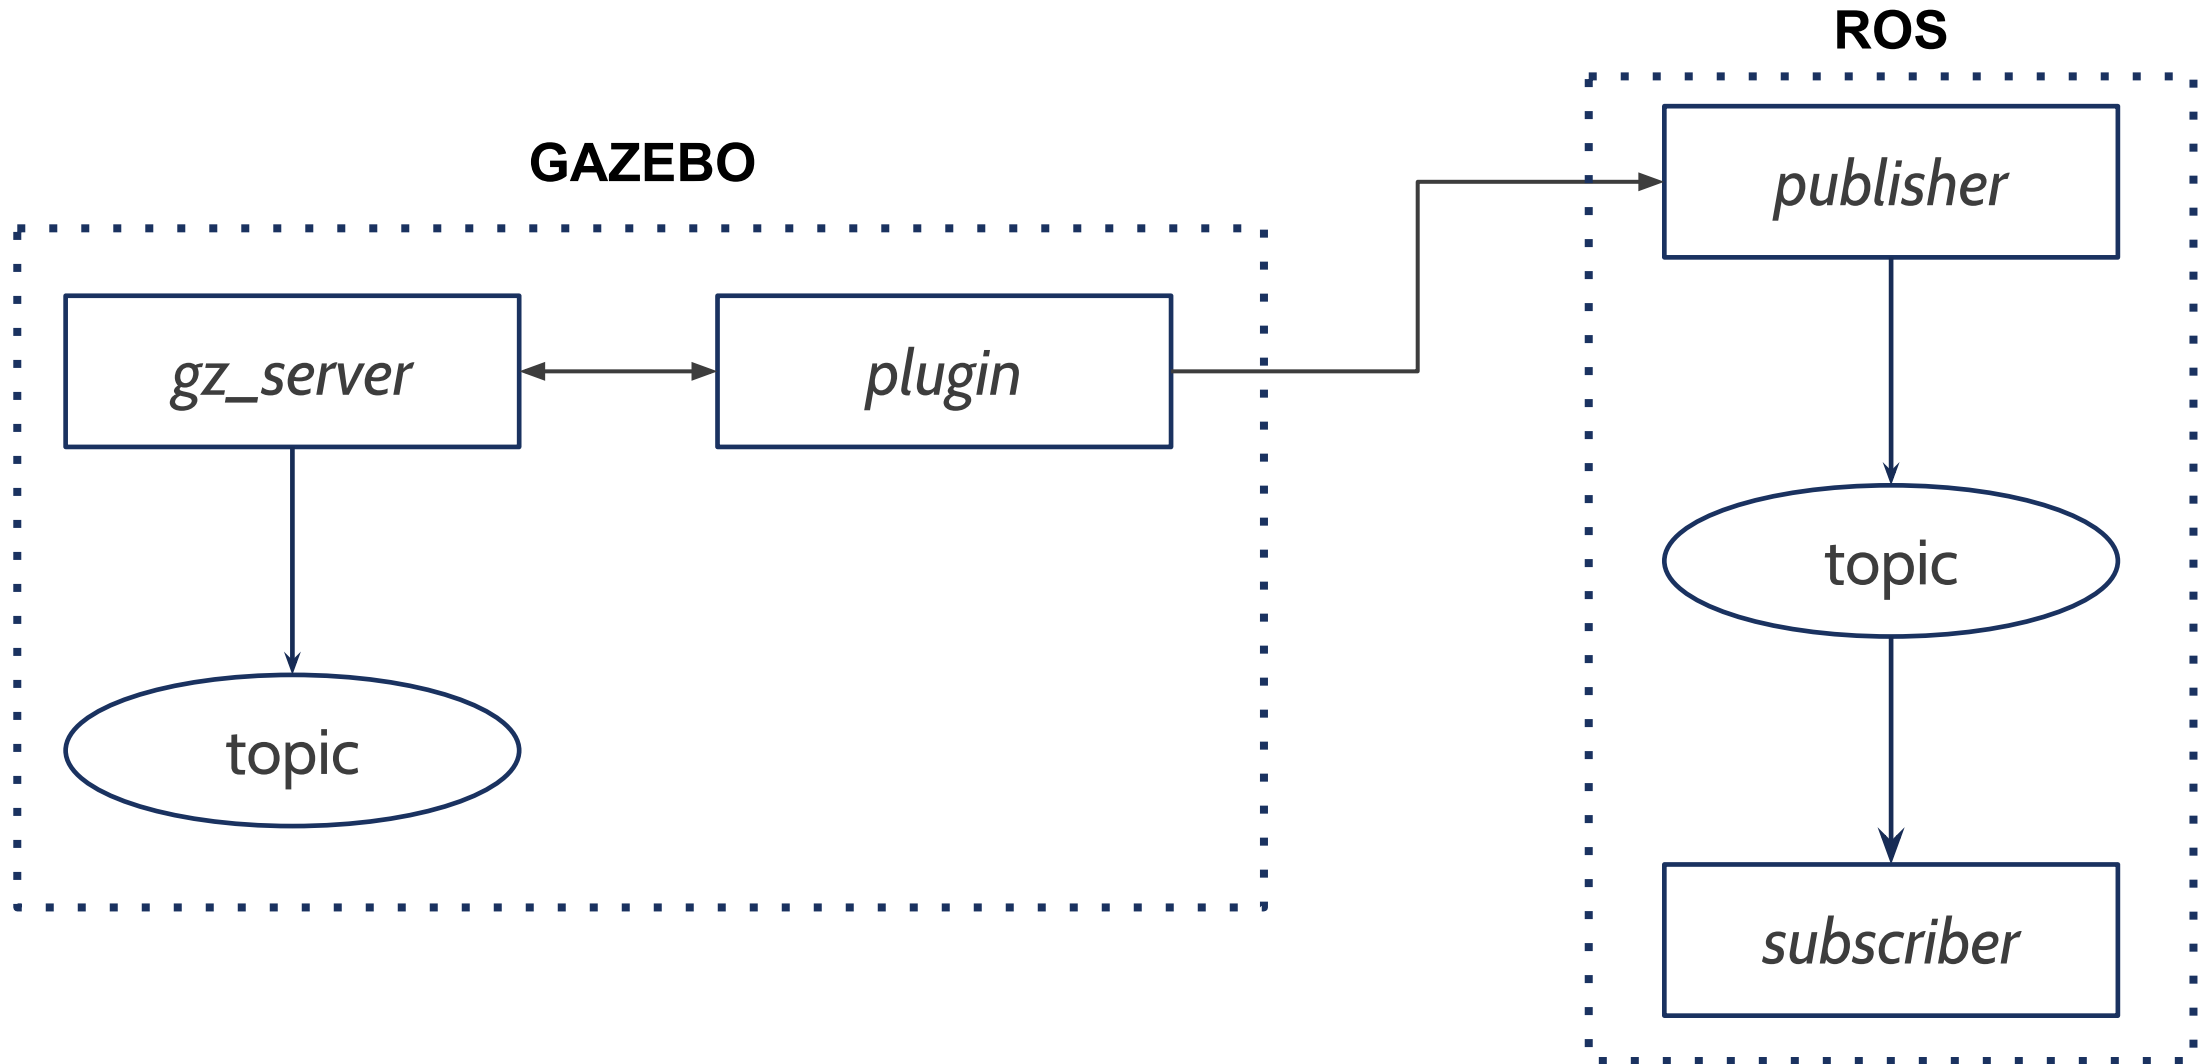 ROS
GAZEBO
publisher
gz_server
plugin
topic
topic
subscriber